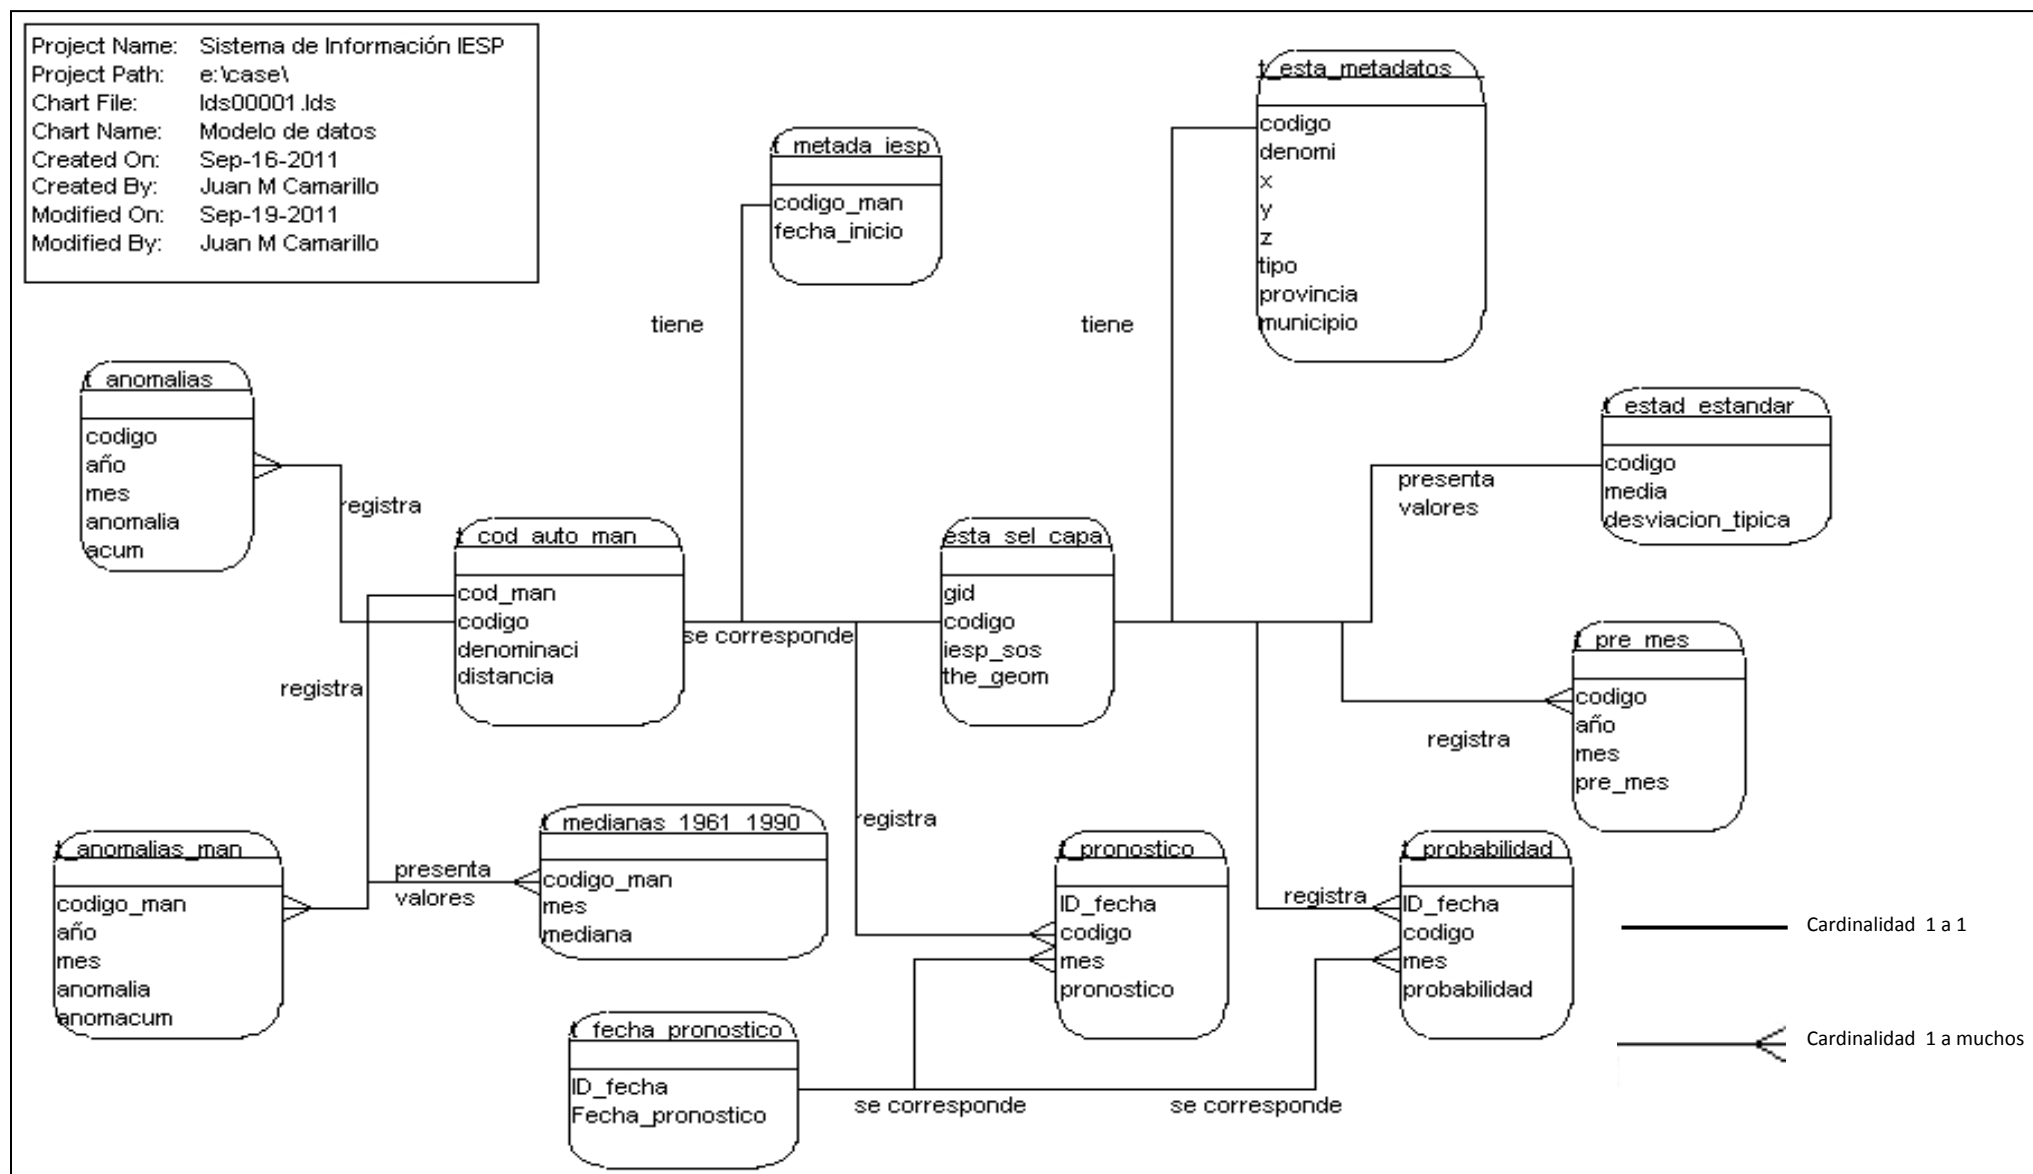 Project Name: Sistema de Información IESP
Project Path: e:\case\
Chart File: lds00001.lds
Chart Name: Modelo de datos
Created On: Sep-16-2011
Created By: Juan M Camarillo
Modified On: Sep-19-2011
Modified By: Juan M Camarillo
t_esta_metadatos
codigo
denomi
x
y
z
tipo
provincia
municipio
t_metada_iesp
codigo_man
fecha_inicio
tiene
tiene
t_anomalias
codigo
año
mes
anomalia
acum
registra
t_estad_estandar
codigo
media
desviacion_tipica
presenta
valores
t_cod_auto_man
cod_man
codigo
denominaci
distancia
se corresponde
esta_sel_capa
gid
codigo
iesp_sos
the_geom
t_pre_mes
codigo
año
mes
pre_mes
registra
registra
t_anomalias_man
codigo_man
año
mes
anomalia
anomacum
presenta
valores
t_medianas_1961_1990
codigo_man
mes
mediana
registra
t_pronostico
ID_fecha
codigo
mes
pronostico
registra
t_probabilidad
ID_fecha
codigo
mes
probabilidad
Cardinalidad 1 a 1
Cardinalidad 1 a muchos
t_fecha_pronostico
ID_fecha
Fecha_pronostico
se corresponde
se corresponde